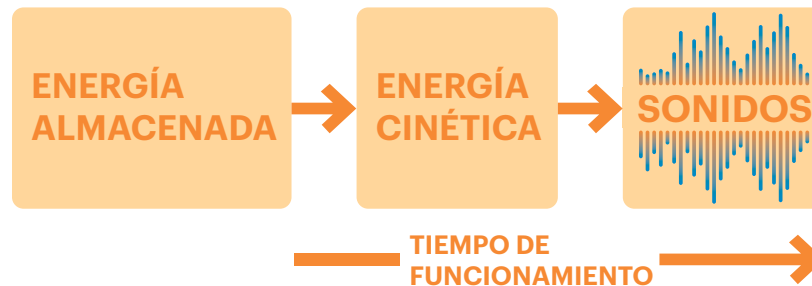 ENERGÍA
ALMACENADA
ENERGÍA
CINÉTICA
SONIDOS
TIEMPO DE
FUNCIONAMIENTO